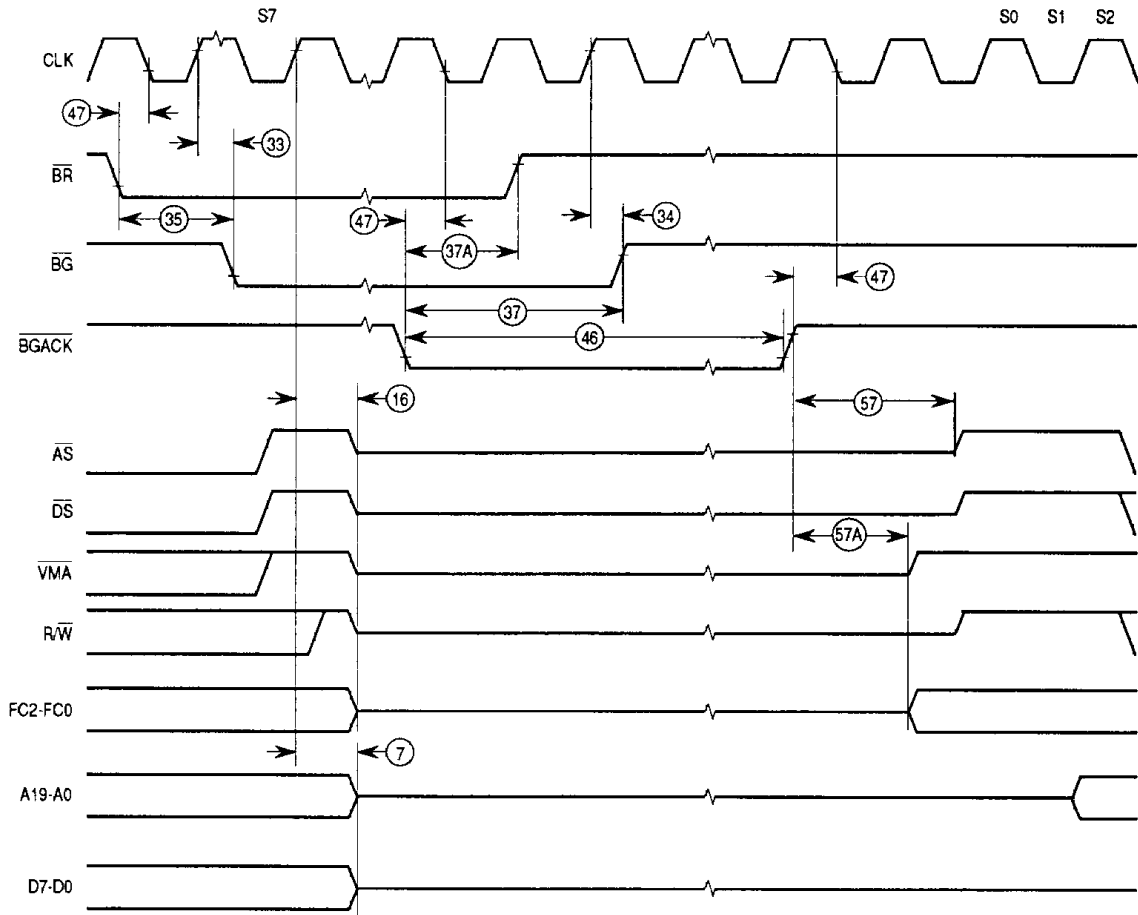 S7 S0 S1 S2
CLK
47
33
BR
35 47 34
37A
BG
47
37
BGACK
46
16 57
AS
DS
57A
VMA
R/W
FC2-FC0
7
A19-A0
D7-D0